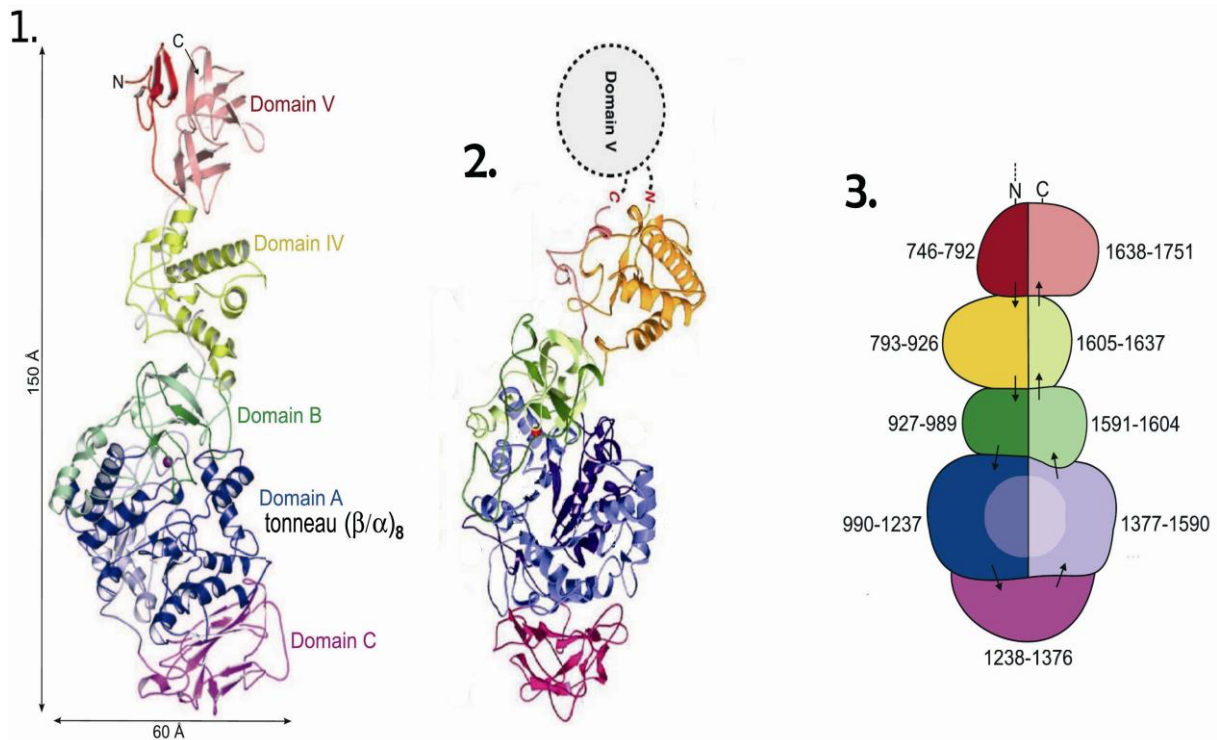 1.
N
C
Domain V
Domain IV
Domain B
Domain A
tonneau (β/α)₈
Domain C
150 Å
60 Å
2.
Domain V
C
N
3.
N C
746-792
1638-1751
793-926
1605-1637
927-989
1591-1604
990-1237
1377-1590
1238-1376